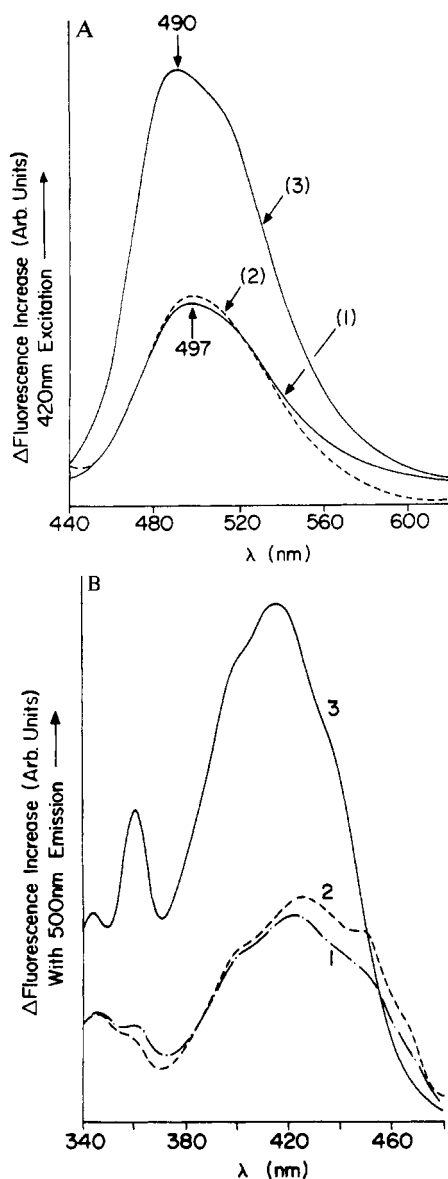 A
490
(3)
(2)
(1)
497
ΔFluorescence Increase (Arb. Units)
420nm Excitation
440 480 520 560 600
λ (nm)
B
3
2
1
ΔFluorescence Increase (Arb. Units)
With 500nm Emission
340 380 420 460
λ (nm)